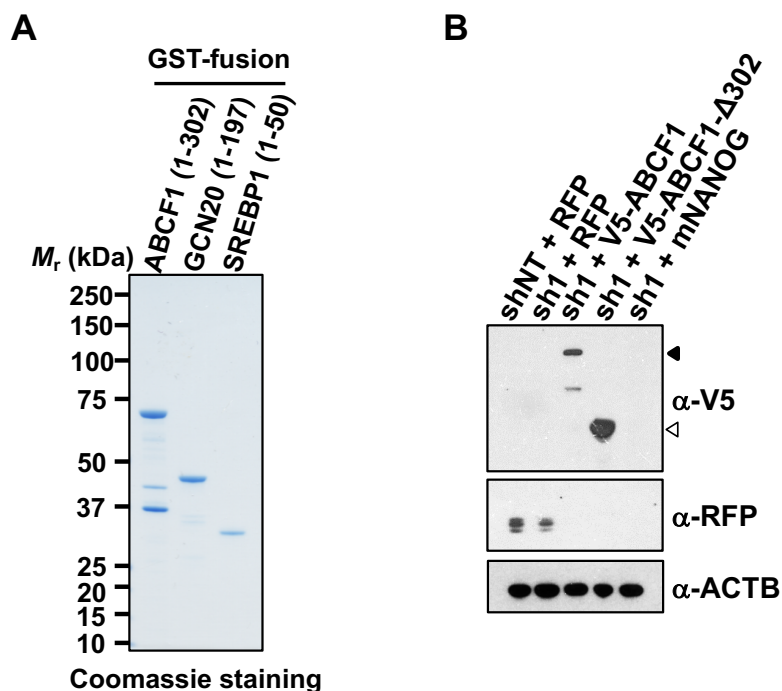 A
GST-fusion
ABCF1 (1-302)
GCN20 (1-197)
SREBP1 (1-50)
Mr (kDa)
250
150
100
75
50
37
25
20
15
10
Coomassie staining
B
shNT + RFP
sh1 + RFP
sh1 + V5-ABCF1
sh1 + V5-ABCF1-Δ302
sh1 + mNANOG
α-V5
α-RFP
α-ACTB